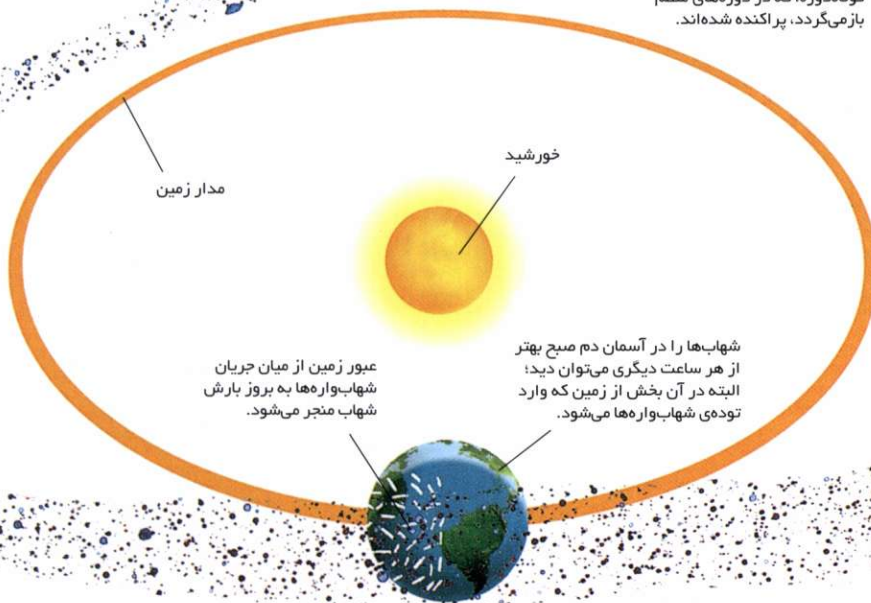 بازمی‌گردد، پراکنده شده‌اند.
خورشید
مدار زمین
شهاب‌ها را در آسمان دم صبح بهتر
از هر ساعت دیگری می‌توان دید؛
البته در آن بخش از زمین که وارد
توده‌ی شهاب‌واره‌ها می‌شود.
عبور زمین از میان جریان
شهاب‌واره‌ها به بروز بارش
شهاب منجر می‌شود.